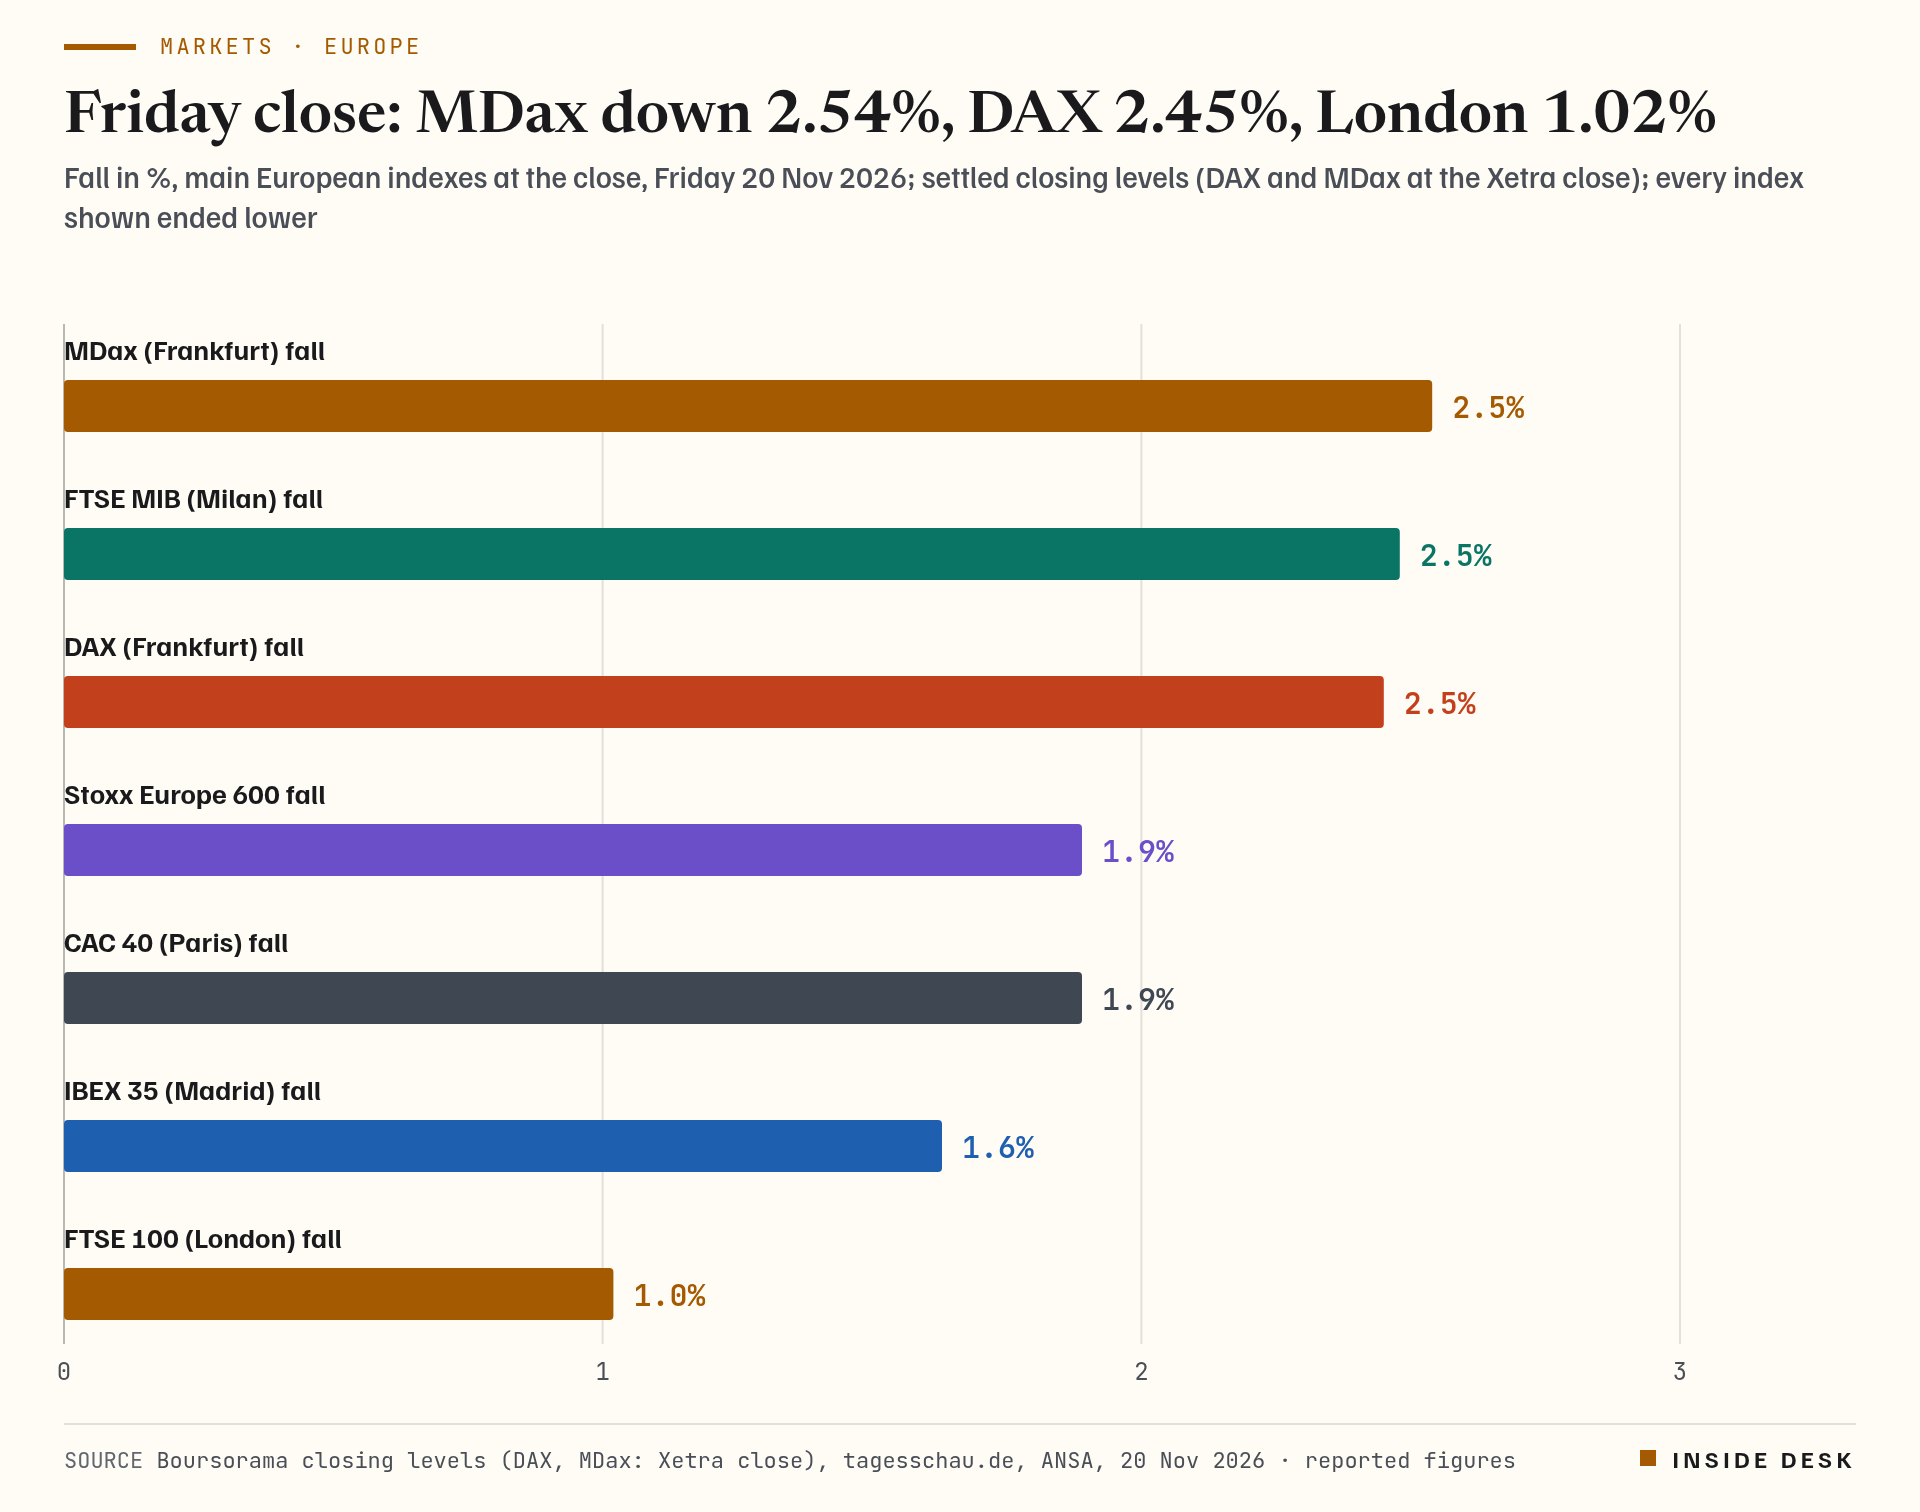 MARKETS · EUROPE
Friday close: MDax down 2.54%, DAX 2.45%, London 1.02%
Fall in %, main European indexes at the close, Friday 20 Nov 2026; settled closing levels (DAX and MDax at the Xetra close); every index
shown ended lower
MDax (Frankfurt) fall
2.5%
FTSE MIB (Milan) fall
2.5%
DAX (Frankfurt) fall
2.5%
Stoxx Europe 600 fall
1.9%
CAC 40 (Paris) fall
1.9%
IBEX 35 (Madrid) fall
1.6%
FTSE 100 (London) fall
1.0%
0 1 2 3
SOURCE Boursorama closing levels (DAX, MDax: Xetra close), tagesschau.de, ANSA, 20 Nov 2026 · reported figures
INSIDE DESK